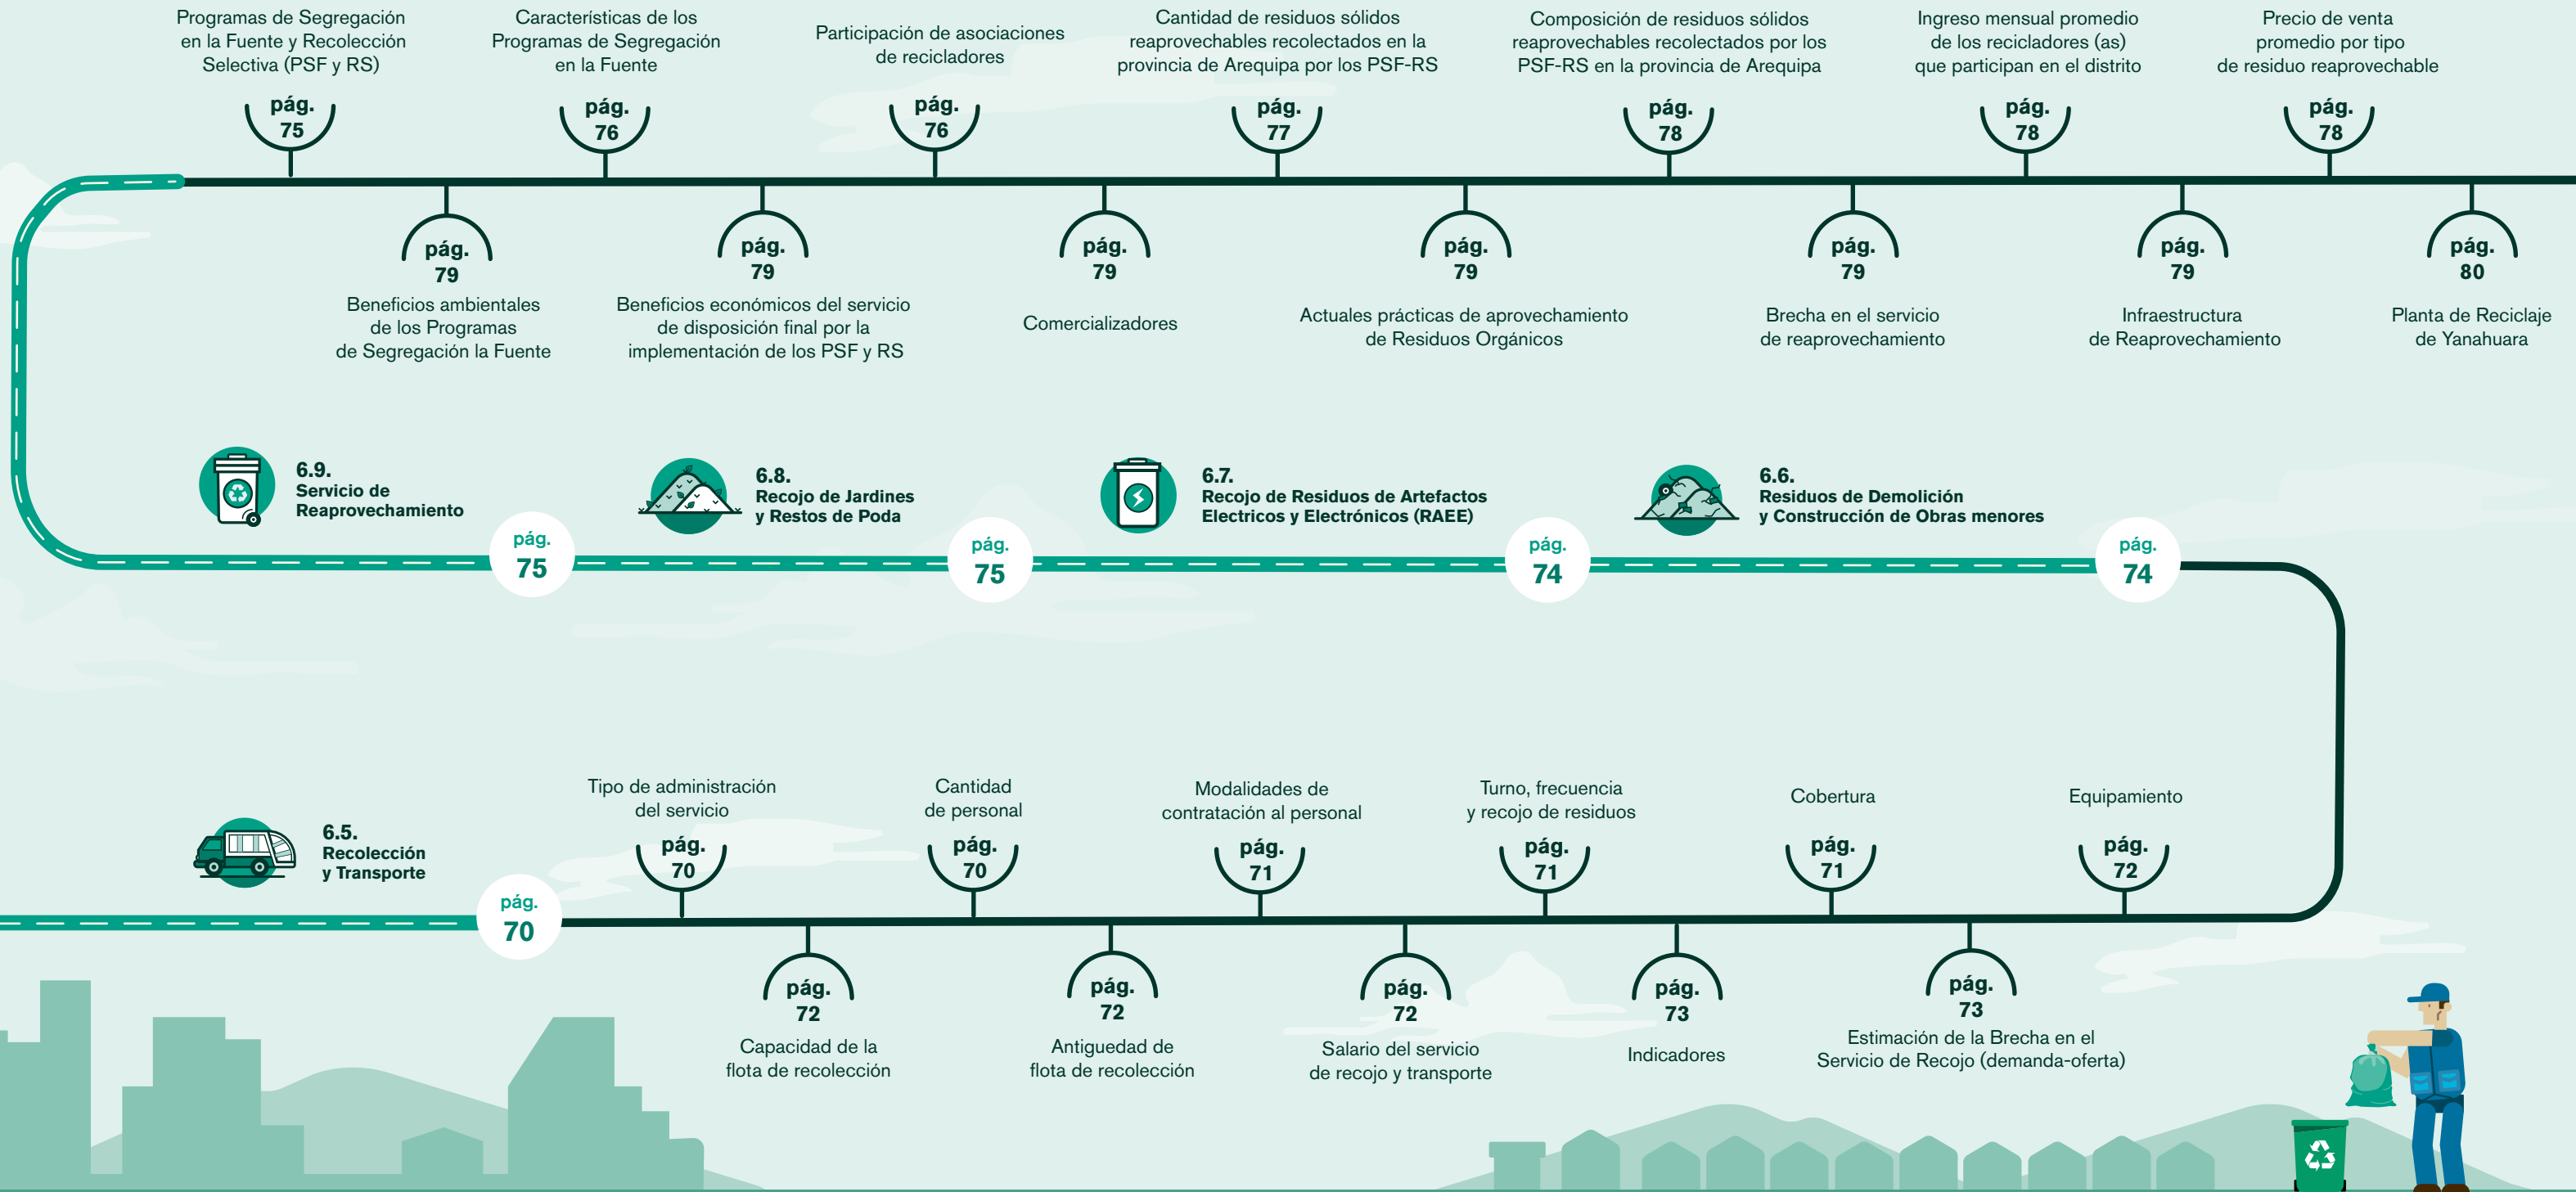 Programas de Segregación
en la Fuente y Recolección
Selectiva (PSF y RS)
pág.
75
Características de los
Programas de Segregación
en la Fuente
pág.
76
Participación de asociaciones
de recicladores
pág.
76
Cantidad de residuos sólidos
reaprovechables recolectados en la
provincia de Arequipa por los PSF-RS
pág.
77
Composición de residuos sólidos
reaprovechables recolectados por los
PSF-RS en la provincia de Arequipa
pág.
78
Ingreso mensual promedio
de los recicladores (as)
que participan en el distrito
pág.
78
Precio de venta
promedio por tipo
de residuo reaprovechable
pág.
78
pág.
79
Beneficios ambientales
de los Programas
de Segregación la Fuente
pág.
79
Beneficios económicos del servicio
de disposición final por la
implementación de los PSF y RS
pág.
79
Comercializadores
pág.
79
Actuales prácticas de aprovechamiento
de Residuos Orgánicos
pág.
79
Brecha en el servicio
de reaprovechamiento
pág.
79
Infraestructura
de Reaprovechamiento
pág.
80
Planta de Reciclaje
de Yanahuara
6.9.
Servicio de
Reaprovechamiento
pág.
75
6.8.
Recojo de Jardines
y Restos de Poda
pág.
75
6.7.
Recojo de Residuos de Artefactos
Electricos y Electrónicos (RAEE)
pág.
74
6.6.
Residuos de Demolición
y Construcción de Obras menores
pág.
74
6.5.
Recolección
y Transporte
pág.
70
Tipo de administración
del servicio
pág.
70
Cantidad
de personal
pág.
70
Modalidades de
contratación al personal
pág.
71
Turno, frecuencia
y recojo de residuos
pág.
71
Cobertura
pág.
71
Equipamiento
pág.
72
pág.
72
Capacidad de la
flota de recolección
pág.
72
Antiguedad de
flota de recolección
pág.
72
Salario del servicio
de recojo y transporte
pág.
73
Indicadores
pág.
73
Estimación de la Brecha en el
Servicio de Recojo (demanda-oferta)